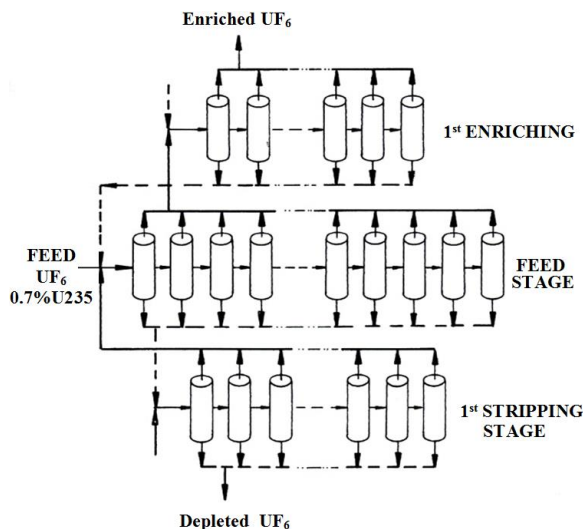 Enriched UF6
1st ENRICHING
FEED
UF6
0.7%U235
FEED
STAGE
1st STRIPPING
STAGE
Depleted UF6